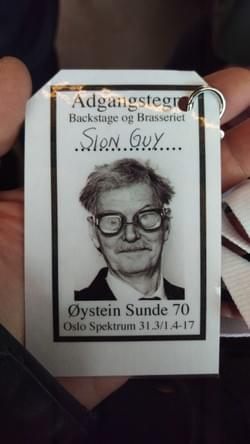 Adgangstegn
Backstage og Brasseriet
Sion Guy
Øystein Sunde 70
Oslo Spektrum 31.3/1.4-17